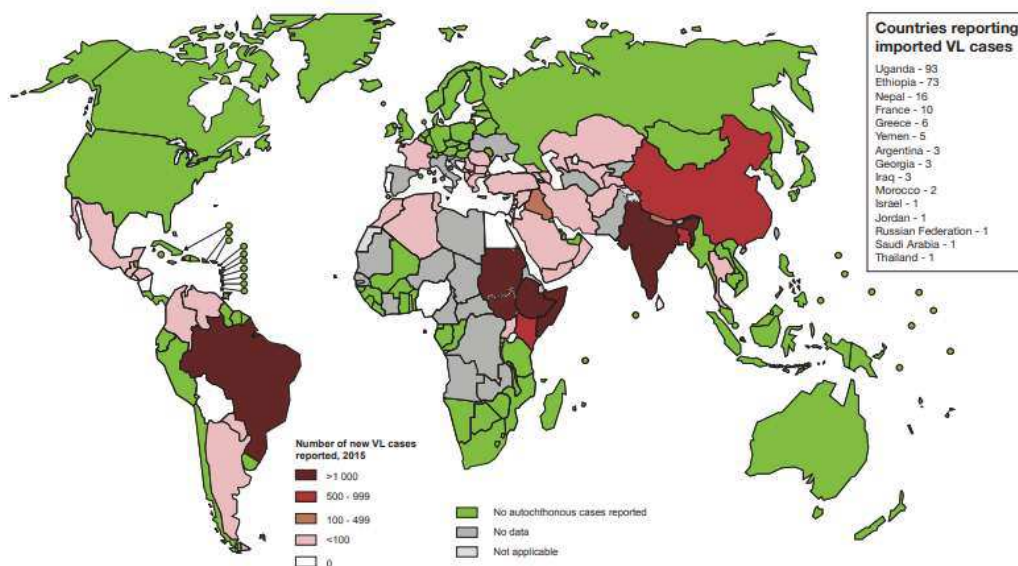 Countries reporting
imported VL cases
Uganda - 93
Ethiopia - 73
Nepal - 16
France - 10
Greece - 6
Yemen - 5
Argentina - 3
Georgia - 3
Iraq - 3
Morocco - 2
Israel - 1
Jordan - 1
Russian Federation - 1
Saudi Arabia - 1
Thailand - 1
Number of new VL cases
reported, 2015
>1 000
500 - 999
100 - 499
<100
0
No autochthonous cases reported
No data
Not applicable